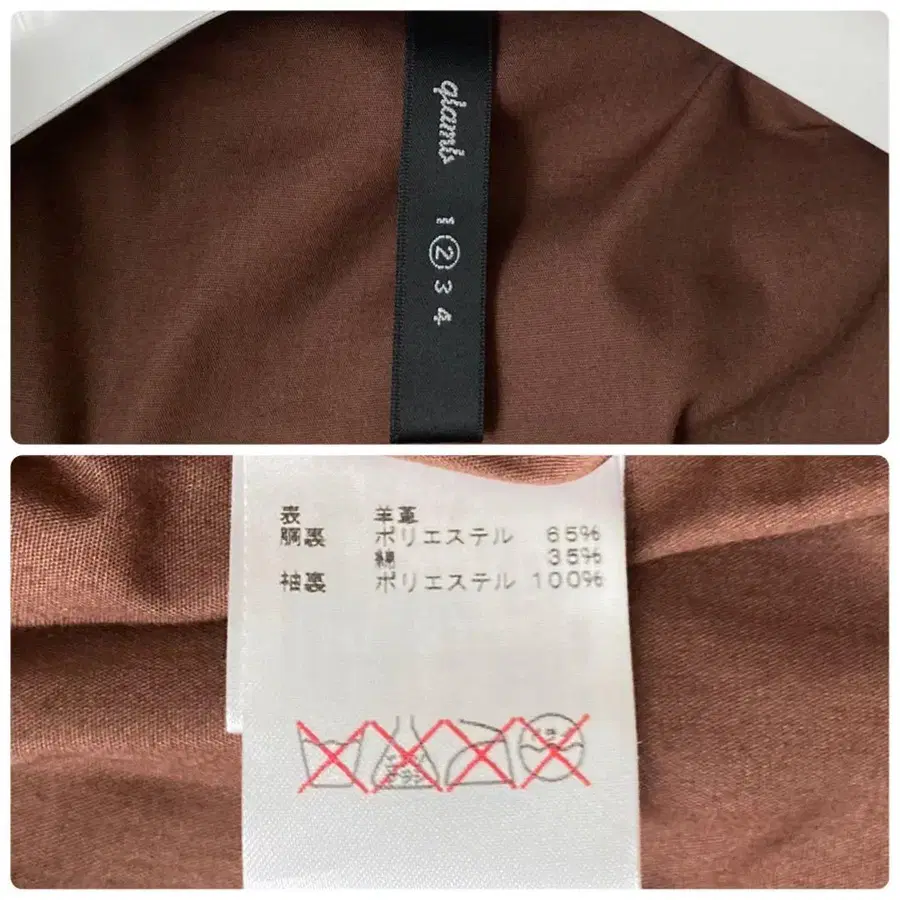 glamb
1 ② 3 4
表 羊革
胴裏 ポリエステル 65%
綿 35%
袖裏 ポリエステル 100%